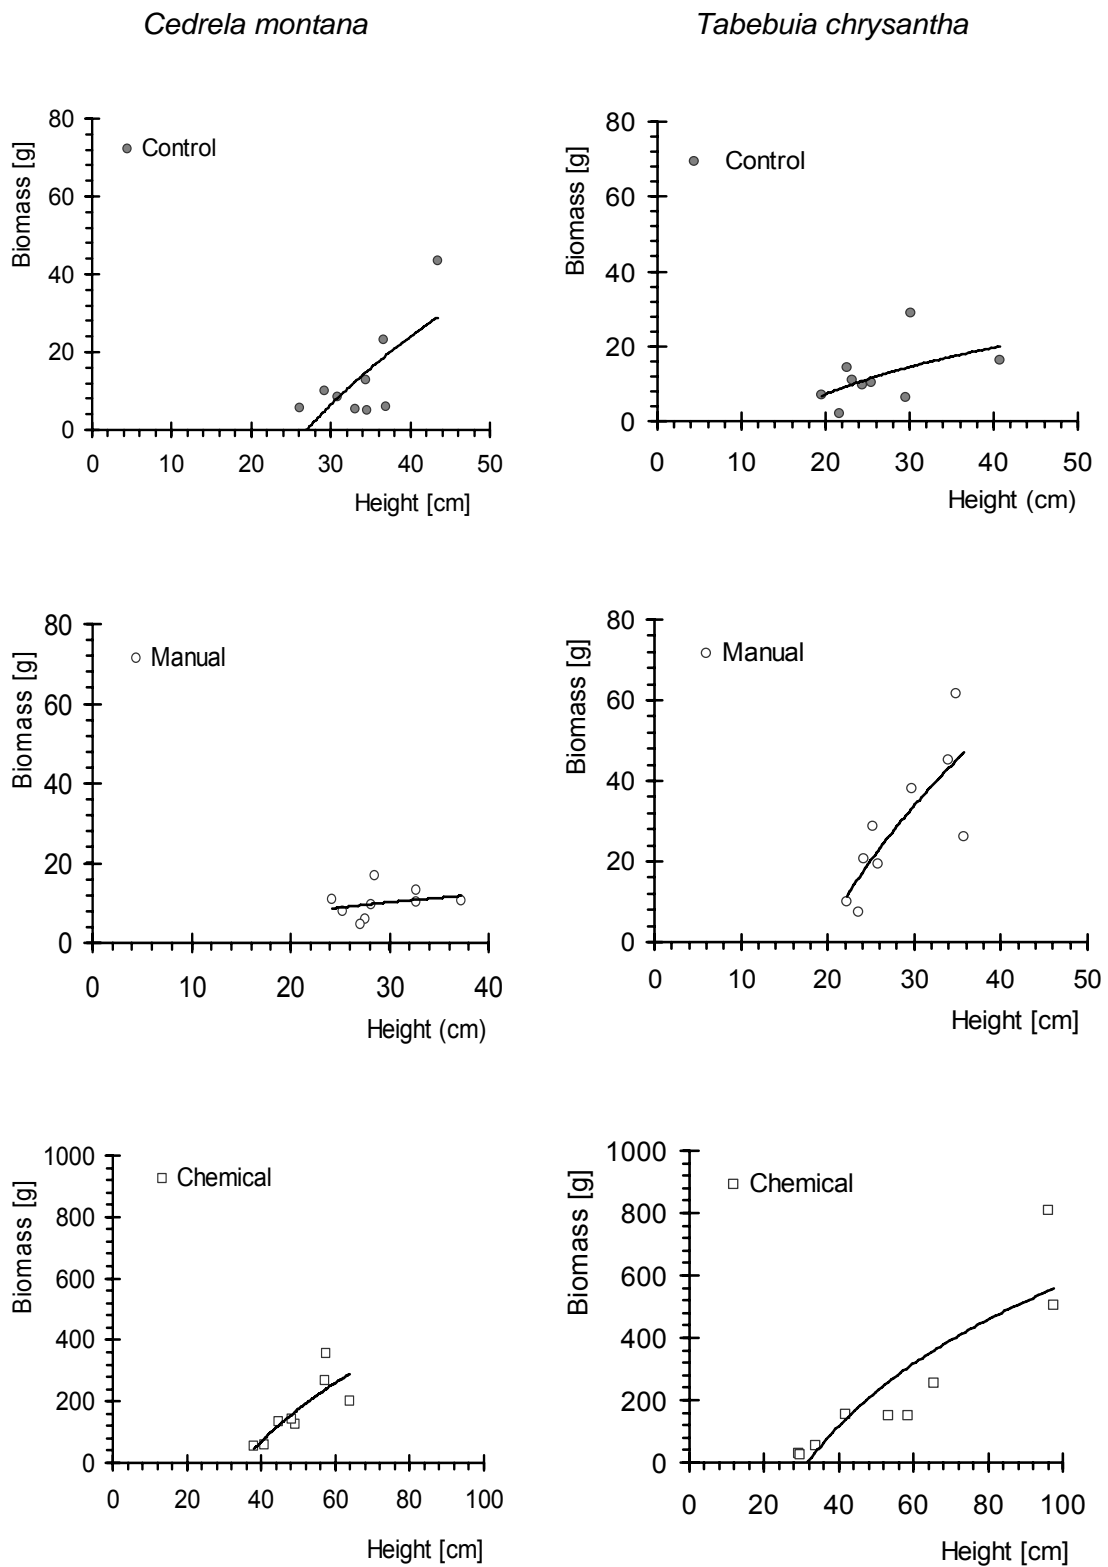 Cedrela montana
Tabebuia chrysantha
80
60
40
20
0
Biomass [g]
Control
0 10 20 30 40 50
Height [cm]
80
60
40
20
0
Biomass [g]
Control
0 10 20 30 40 50
Height (cm)
80
60
40
20
0
Biomass [g]
Manual
0 20 40
Height (cm)
80
60
40
20
0
Biomass [g]
Manual
0 10 20 30 40 50
Height [cm]
1000
800
600
400
200
0
Biomass [g]
Chemical
0 20 40 60 80 100
Height [cm]
1000
800
600
400
200
0
Biomass [g]
Chemical
0 20 40 60 80 100
Height [cm]